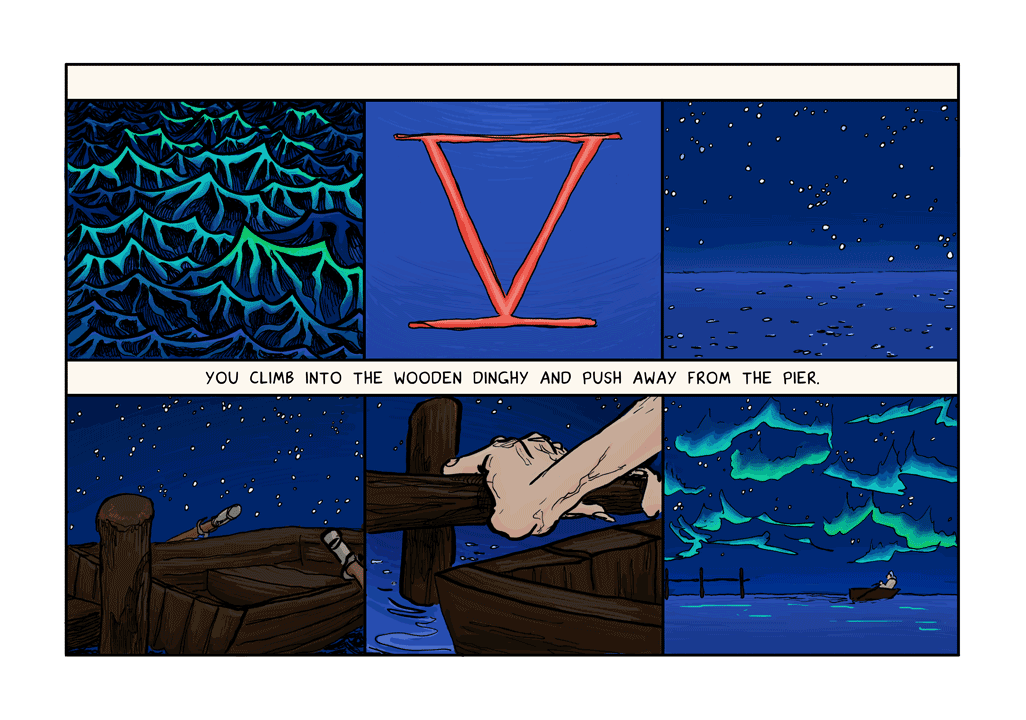 V
YOU CLIMB INTO THE WOODEN DINGHY AND PUSH AWAY FROM THE PIER.